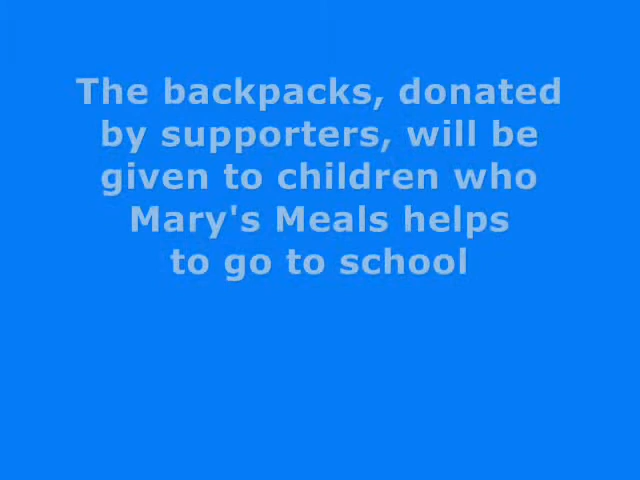 The backpacks, donated
by supporters, will be
given to children who
Mary's Meals helps
to go to school